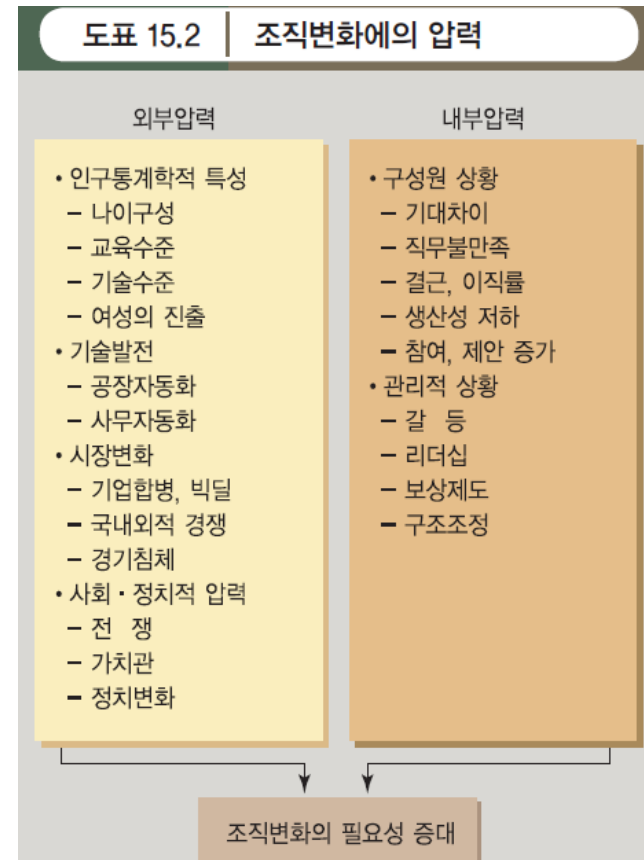 도표 15.2 조직변화에의 압력
외부압력
• 인구통계학적 특성
– 나이구성
– 교육수준
– 기술수준
– 여성의 진출
• 기술발전
– 공장자동화
– 사무자동화
• 시장변화
– 기업합병, 빅딜
– 국내외적 경쟁
– 경기침체
• 사회·정치적 압력
– 전 쟁
– 가치관
– 정치변화
내부압력
• 구성원 상황
– 기대차이
– 직무불만족
– 결근, 이직률
– 생산성 저하
– 참여, 제안 증가
• 관리적 상황
– 갈 등
– 리더십
– 보상제도
– 구조조정
조직변화의 필요성 증대